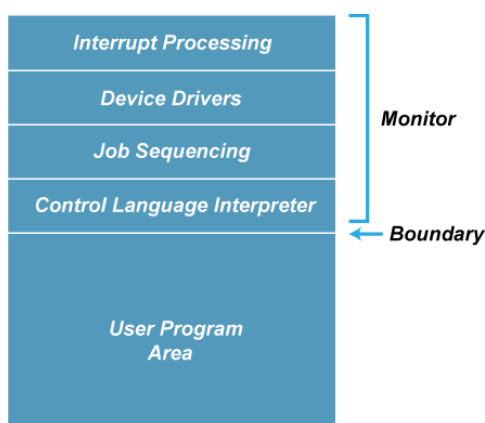 Interrupt Processing
Device Drivers
Monitor
Job Sequencing
Control Language Interpreter
Boundary
User Program
Area